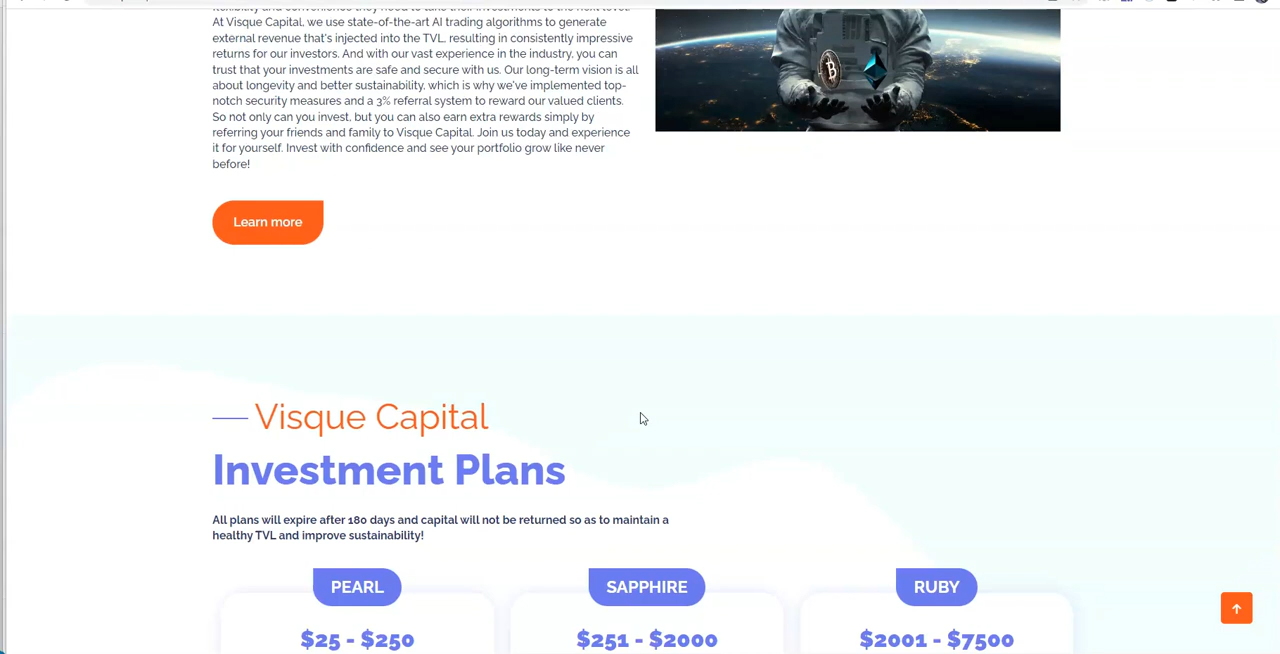 At Visque Capital, we use state-of-the-art AI trading algorithms to generate
external revenue that's injected into the TVL, resulting in consistently impressive
returns for our investors. And with our vast experience in the industry, you can
trust that your investments are safe and secure with us. Our long-term vision is all
about longevity and better sustainability, which is why we've implemented top-
notch security measures and a 3% referral system to reward our valued clients.
So not only can you invest, but you can also earn extra rewards simply by
referring your friends and family to Visque Capital. Join us today and experience
it for yourself. Invest with confidence and see your portfolio grow like never
before!
Learn more
Visque Capital
Investment Plans
All plans will expire after 180 days and capital will not be returned so as to maintain a
healthy TVL and improve sustainability!
PEARL
SAPPHIRE
RUBY
$25 - $250
$251 - $2000
$2001 - $7500